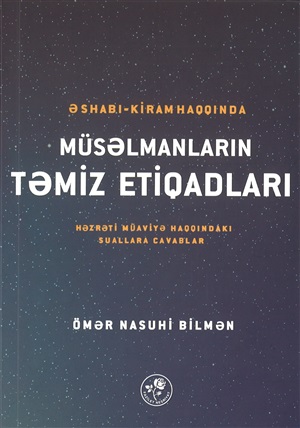 ƏSHABI-KİRAM HAQQINDA
MÜSƏLMANLARIN
TƏMİZ ETİQADLARI
HƏZRƏTİ MÜAVİYƏ HAQQINDAKI
SUALLARA CAVABLAR
ÖMƏR NASUHİ BİLMƏN